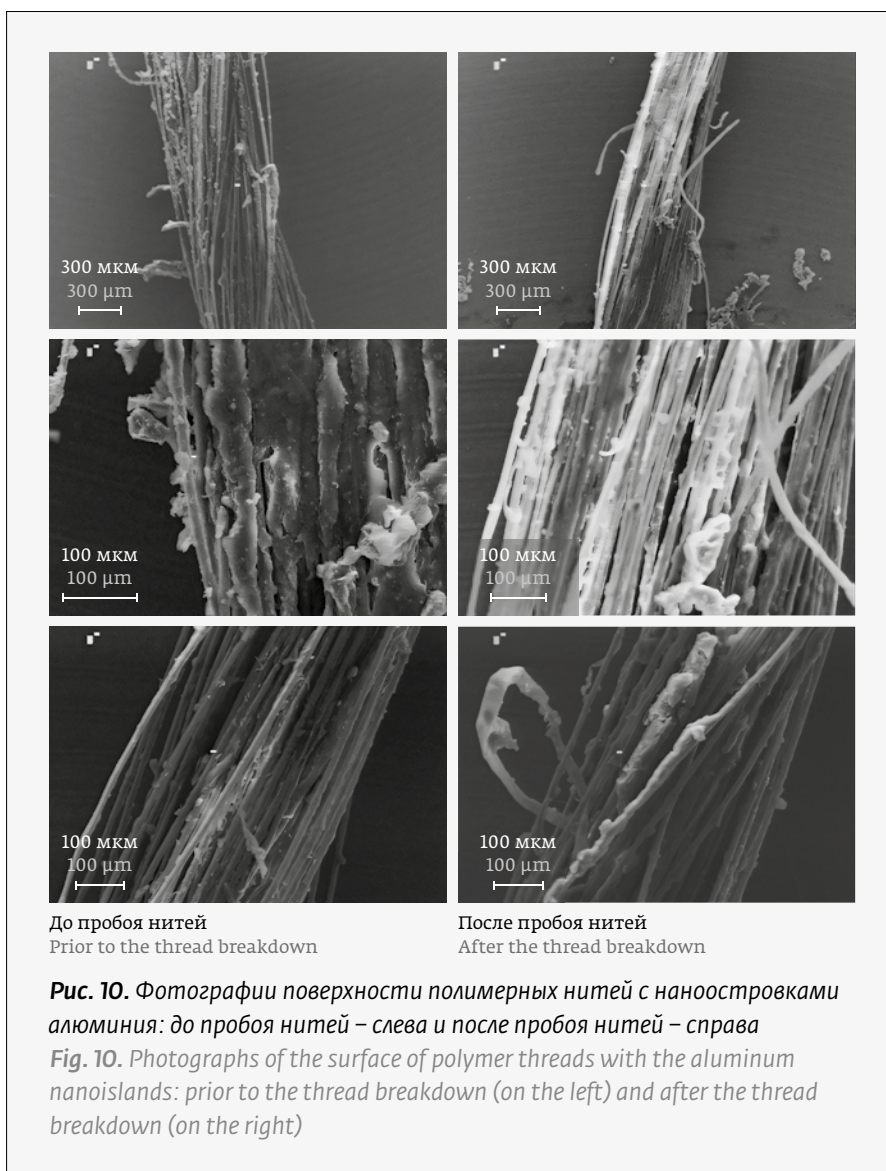 300 мкм
300 μm
300 мкм
300 μm
100 мкм
100 μm
100 мкм
100 μm
100 мкм
100 μm
100 мкм
100 μm
До пробоя нитей
Prior to the thread breakdown
После пробоя нитей
After the thread breakdown
Рис. 10. Фотографии поверхности полимерных нитей с наноостровками
алюминия: до пробоя нитей – слева и после пробоя нитей – справа
Fig. 10. Photographs of the surface of polymer threads with the aluminum
nanoislands: prior to the thread breakdown (on the left) and after the thread
breakdown (on the right)